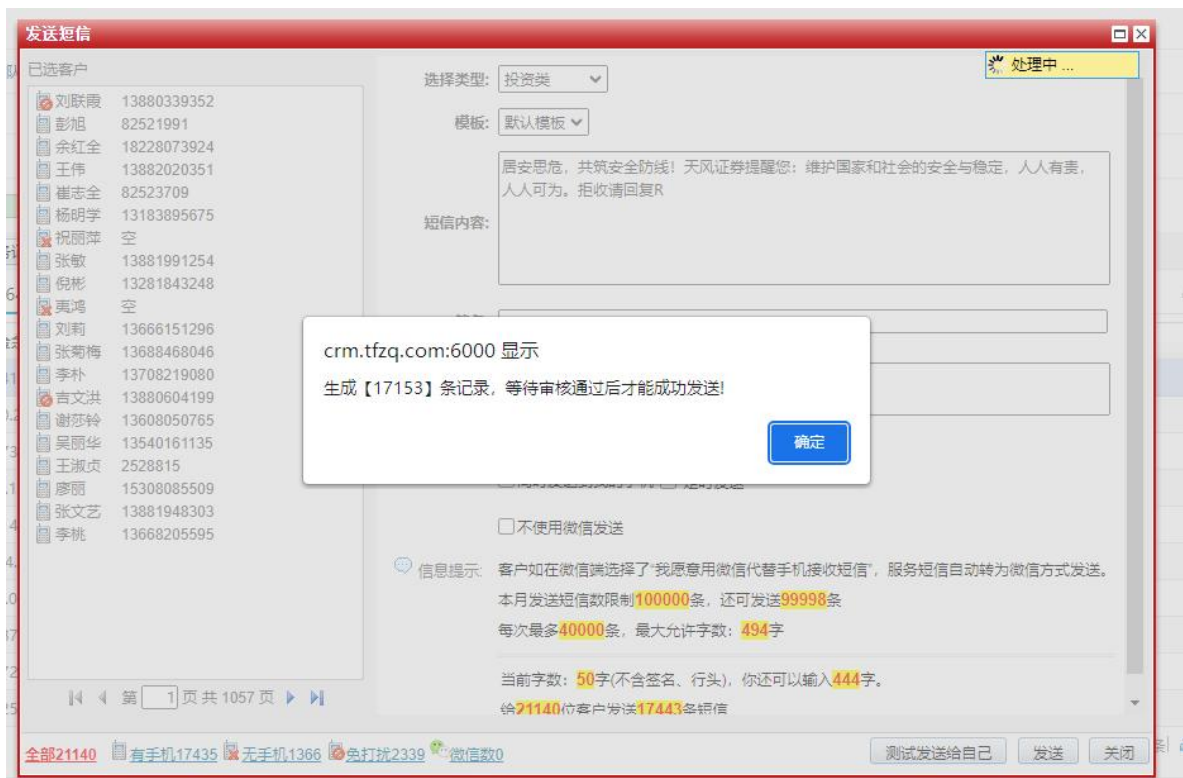 发送短信
处理中 ...
已选客户
刘联霞 13880339352
彭旭 82521991
余红全 18228073924
王伟 13882020351
崔志全 82523709
杨明学 13183895675
祝丽萍 空
张敏 13881991254
倪彬 13281843248
夷鸿 空
刘莉 13666151296
张菊梅 13688468046
李朴 13708219080
吉文洪 13880604199
谢莎铃 13608050765
吴丽华 13540161135
王淑贞 2528815
廖丽 15308085509
张文艺 13881948303
李桃 13668205595
第 1 页 共 1057 页
选择类型: 投资类
模板: 默认模板
短信内容:
居安思危，共筑安全防线！天风证券提醒您：维护国家和社会的安全与稳定，人人有责，
人人可为。拒收请回复R
crm.tfzq.com:6000 显示
生成【17153】条记录，等待审核通过后才能成功发送!
确定
不使用微信发送
信息提示: 客户如在微信端选择了“我愿意用微信代替手机接收短信”，服务短信自动转为微信方式发送。
本月发送短信数限制100000条，还可发送99998条
每次最多40000条，最大允许字数：494字
当前字数：50字(不含签名、行头)，你还可以输入444字。
给21140位客户发送17443条短信
全部21140 有手机17435 无手机1366 免打扰2339 微信数0
测试发送给自己 发送 关闭